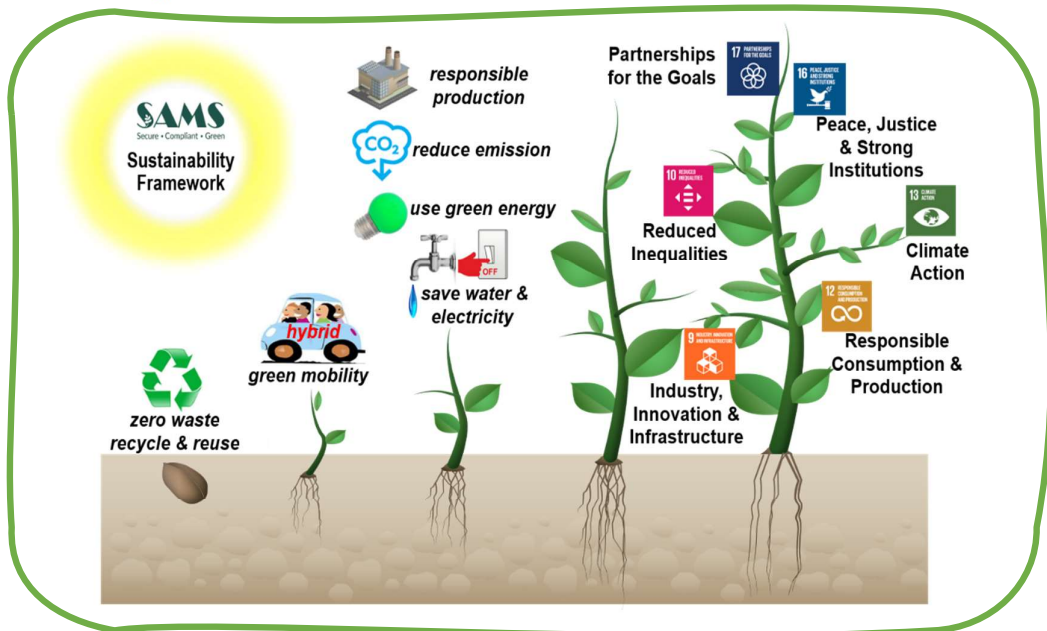 SAMS
Secure • Compliant • Green
Sustainability
Framework
responsible
production
CO₂
reduce emission
use green energy
OFF
save water &
electricity
hybrid
green mobility
zero waste
recycle & reuse
Partnerships
for the Goals
17 PARTNERSHIPS
FOR THE GOALS
16 PEACE, JUSTICE
AND STRONG
INSTITUTIONS
Peace, Justice
& Strong
Institutions
10 REDUCED
INEQUALITIES
Reduced
Inequalities
13 CLIMATE
ACTION
Climate
Action
12 RESPONSIBLE
CONSUMPTION
AND PRODUCTION
Responsible
Consumption &
Production
9 INDUSTRY, INNOVATION
AND INFRASTRUCTURE
Industry,
Innovation &
Infrastructure